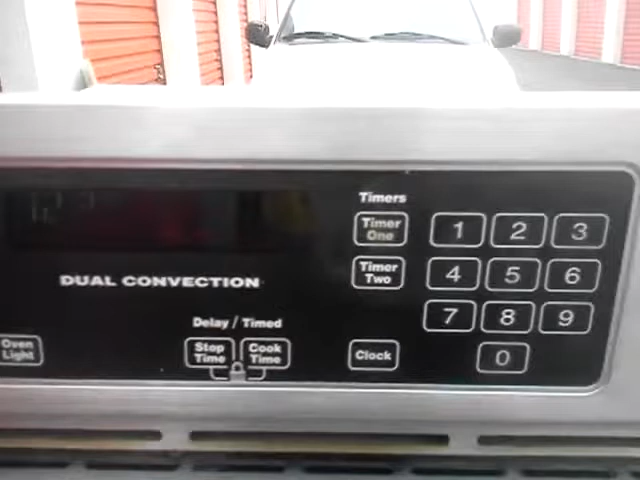 Timers
Timer One
1 2 3
Timer Two
4 5 6
DUAL CONVECTION
7 8 9
Delay / Timed
Oven Light
Stop Time
Cook Time
Clock
0